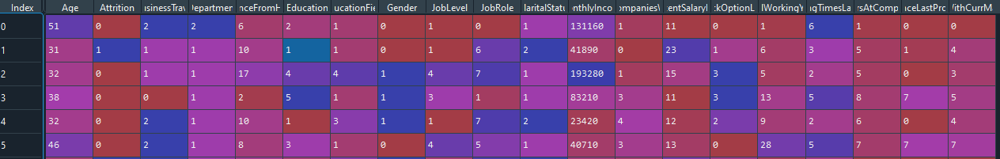 Index Age Attrition usinessTrav epartmen nceFromH Education ucationFie Gender JobLevel JobRole laritalStatu nthlyInco ompaniesV entSalaryI kOptionL lWorkingY ngTimesLa rsAtComp nceLastPro ithCurrM
0 51 0 2 2 6 2 1 0 1 0 1 131160 1 11 0 1 6 1 0 0
1 31 1 1 1 10 1 1 0 1 6 2 41890 0 23 1 6 3 5 1 4
2 32 0 1 1 17 4 4 1 4 7 1 193280 1 15 3 5 2 5 0 3
3 38 0 0 1 2 5 1 1 3 1 1 83210 3 11 3 13 5 8 7 5
4 32 0 2 1 10 1 3 1 1 7 2 23420 4 12 2 9 2 6 0 4
5 46 0 2 1 8 3 1 0 4 5 1 40710 3 13 0 28 5 7 7 7